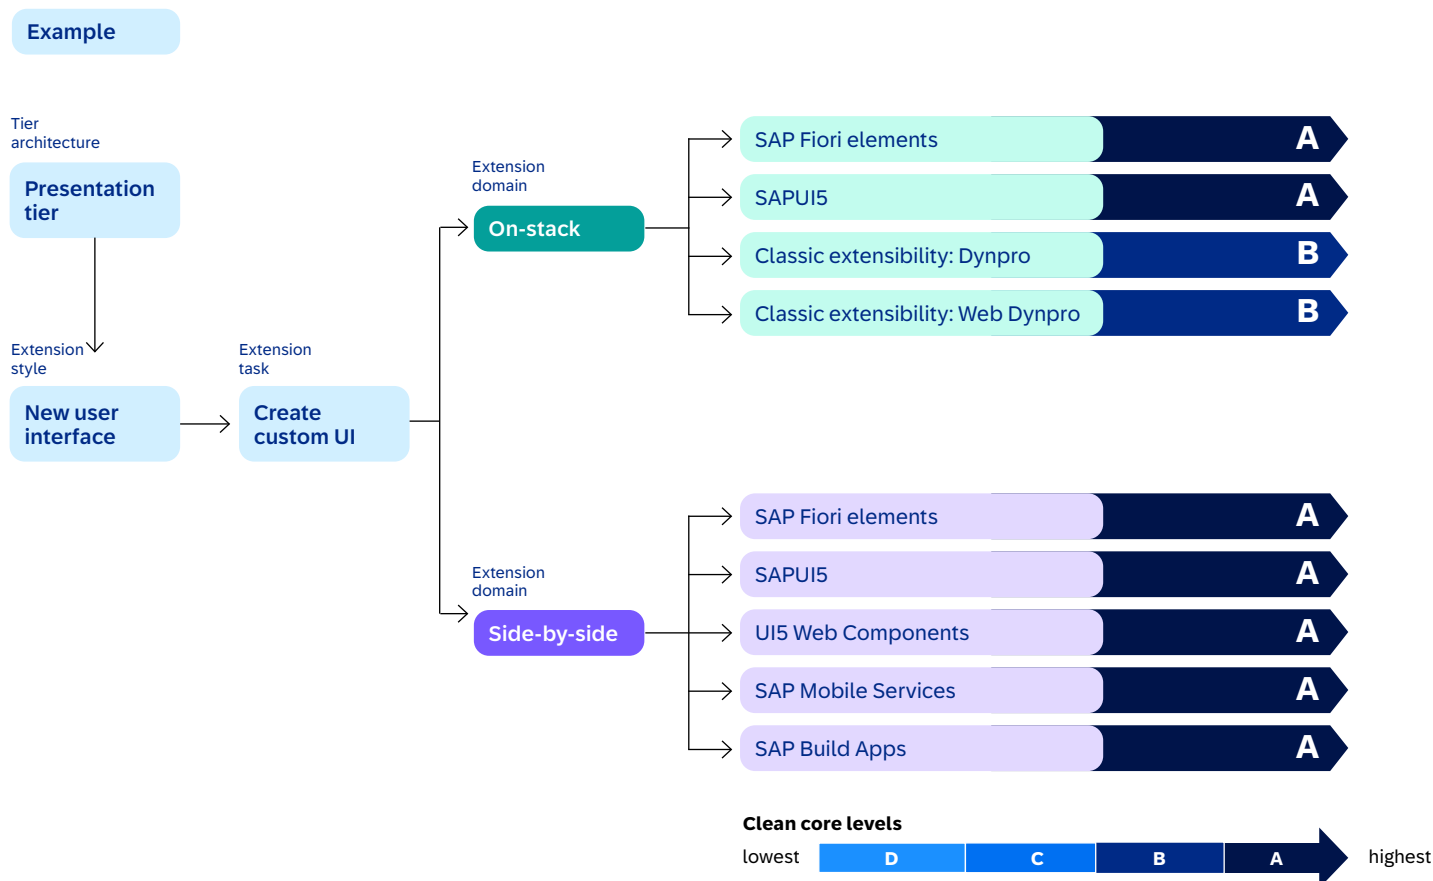 Example
Tier
architecture
Presentation
tier
Extension
style
New user
interface
Extension
task
Create
custom UI
Extension
domain
On-stack
SAP Fiori elements
A
SAPUI5
A
Classic extensibility: Dynpro
B
Classic extensibility: Web Dynpro
B
Extension
domain
Side-by-side
SAP Fiori elements
A
SAPUI5
A
UI5 Web Components
A
SAP Mobile Services
A
SAP Build Apps
A
Clean core levels
lowest D C B A highest